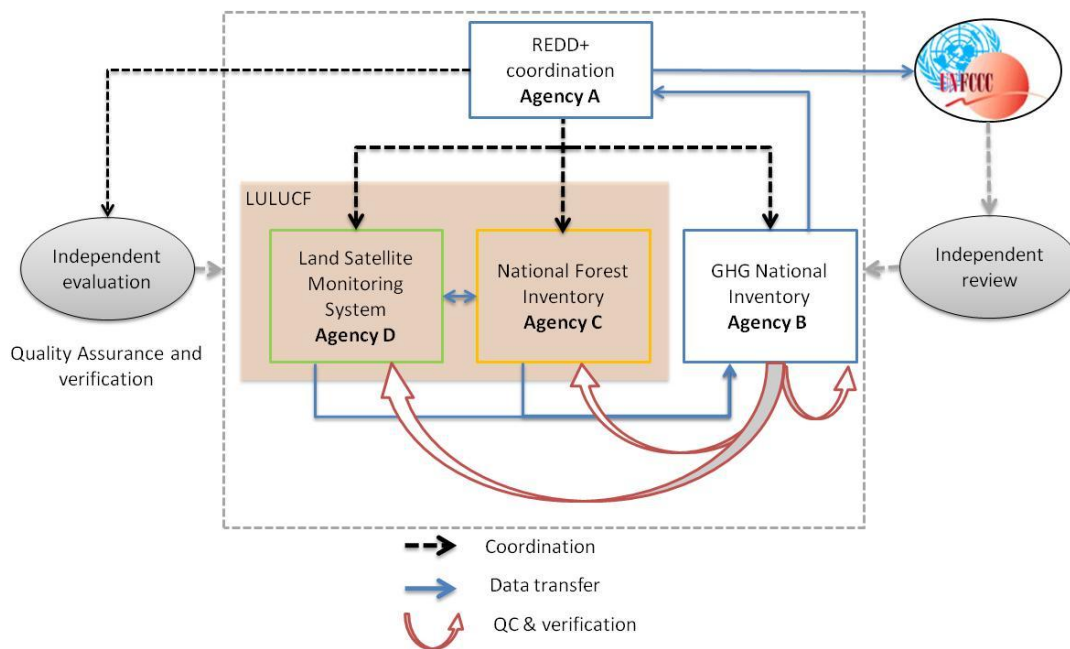 REDD+
coordination
Agency A
UNFCCC
LULUCF
Independent
evaluation
Land Satellite
Monitoring
System
Agency D
National Forest
Inventory
Agency C
GHG National
Inventory
Agency B
Independent
review
Quality Assurance and
verification
Coordination
Data transfer
QC & verification